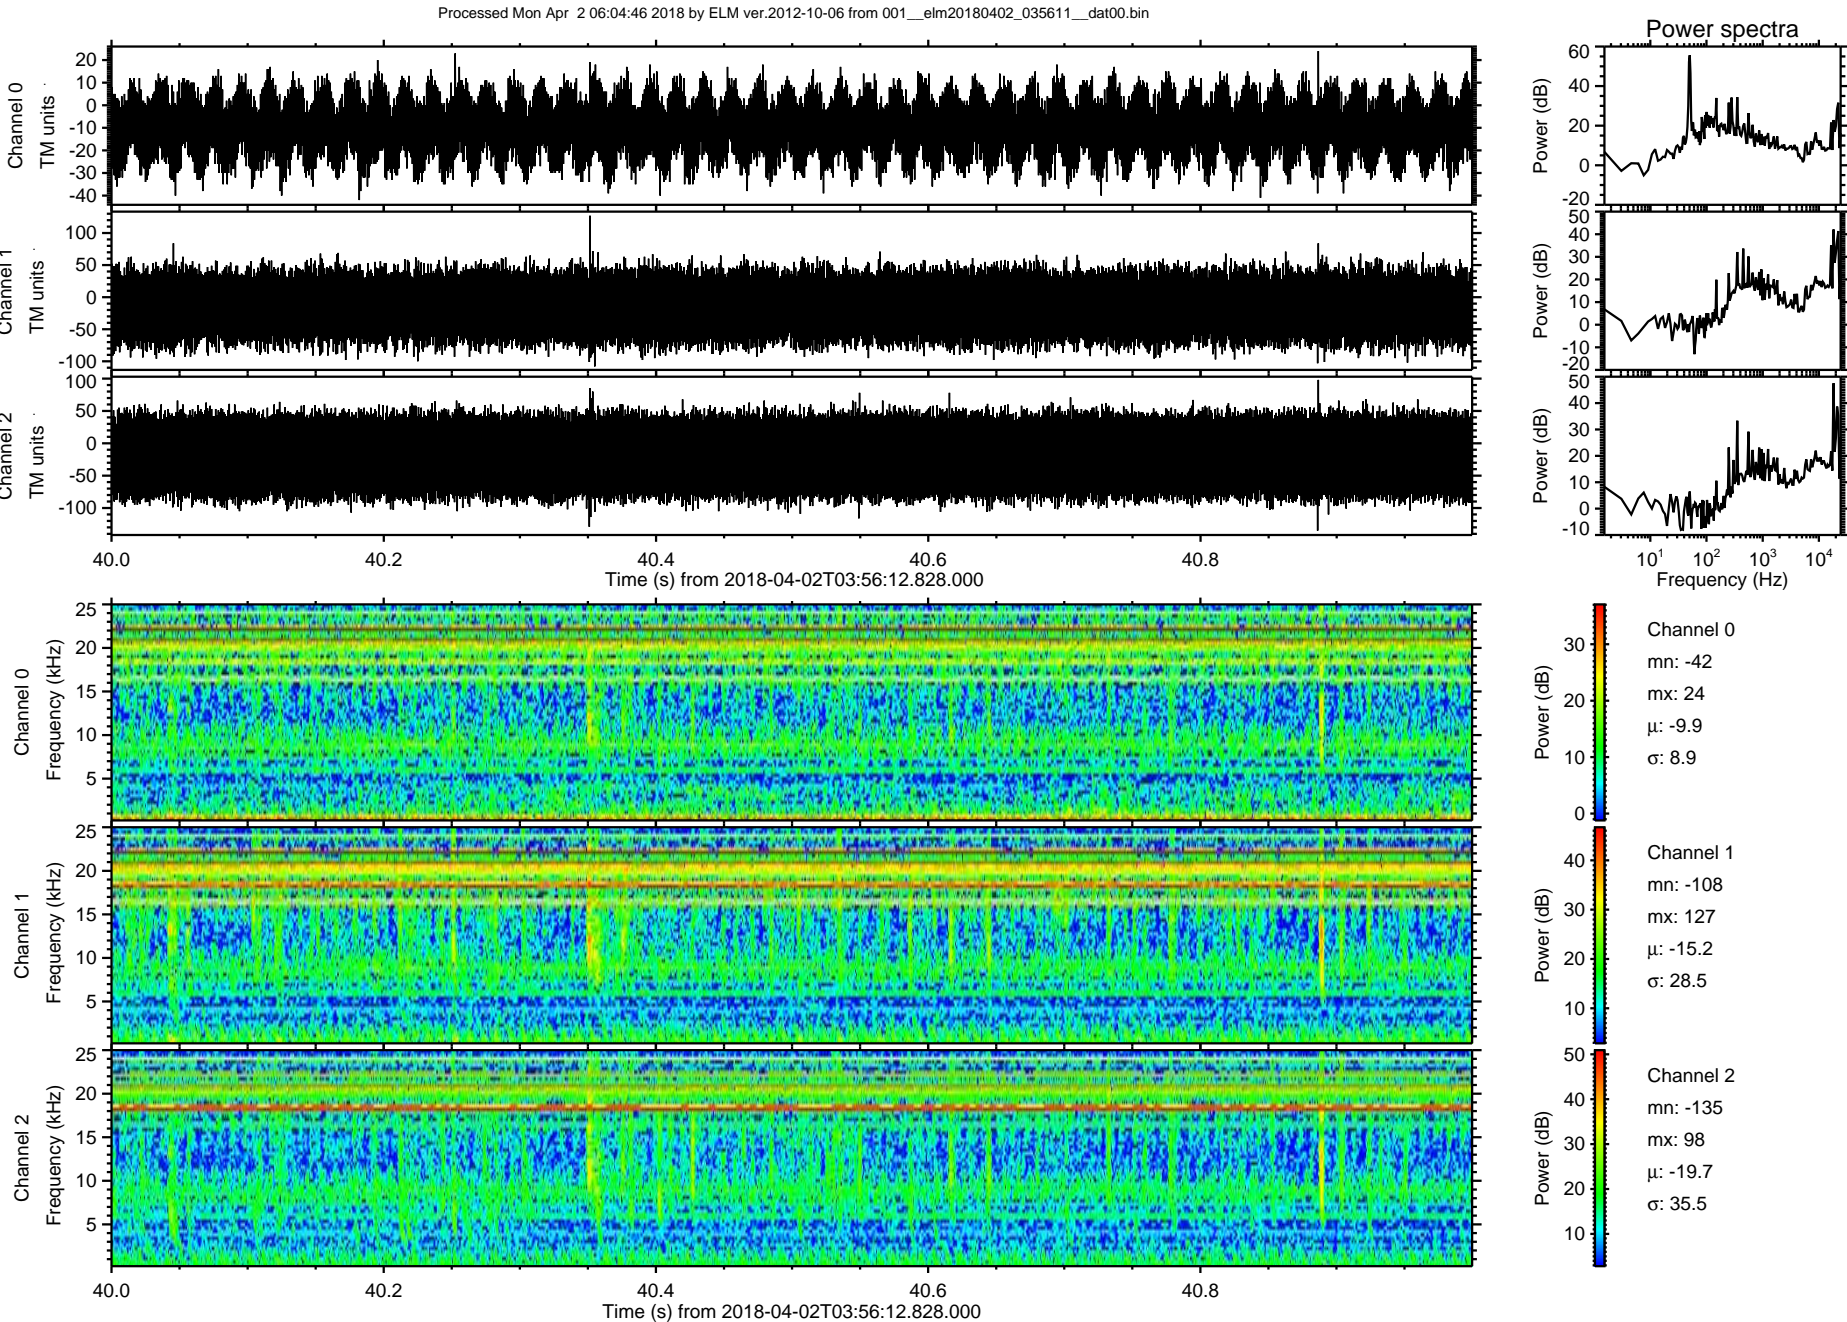 Processed Mon Apr  2 06:04:46 2018 by ELM ver.2012-10-06 from 001__elm20180402_035611__dat00.bin
Power spectra
Channel 0
TM units
20
10
0
-10
-20
-30
-40
Power (dB)
60
40
20
0
-20
Channel 1
TM units
100
50
0
-50
-100
Power (dB)
50
40
30
20
10
0
-10
-20
Channel 2
TM units
100
50
0
-50
-100
Power (dB)
50
40
30
20
10
0
-10
40.0 40.2 40.4 40.6 40.8
Time (s) from 2018-04-02T03:56:12.828.000
10^1 10^2 10^3 10^4
Frequency (Hz)
Channel 0
Frequency (kHz)
25
20
15
10
5
Power (dB)
30
20
10
0
Channel 0
mn: -42
mx: 24
μ: -9.9
σ: 8.9
Channel 1
Frequency (kHz)
25
20
15
10
5
Power (dB)
40
30
20
10
Channel 1
mn: -108
mx: 127
μ: -15.2
σ: 28.5
Channel 2
Frequency (kHz)
25
20
15
10
5
Power (dB)
50
40
30
20
10
Channel 2
mn: -135
mx: 98
μ: -19.7
σ: 35.5
40.0 40.2 40.4 40.6 40.8
Time (s) from 2018-04-02T03:56:12.828.000